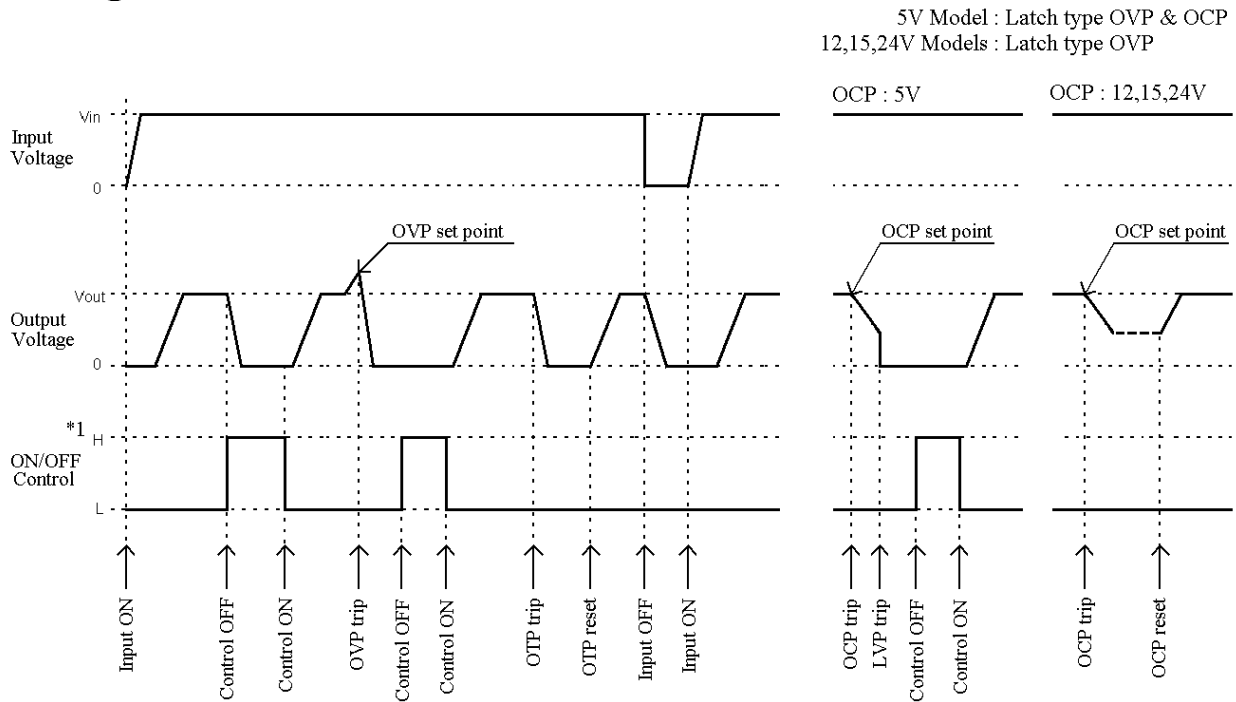 5V Model : Latch type OVP & OCP
12,15,24V Models : Latch type OVP
OCP : 5V
OCP : 12,15,24V
Vin
Input
Voltage
0
OVP set point
OCP set point
OCP set point
Vout
Output
Voltage
0
*1
H
ON/OFF
Control
L
Input ON
Control OFF
Control ON
OVP trip
Control OFF
Control ON
OTP trip
OTP reset
Input OFF
Input ON
OCP trip
LVP trip
Control OFF
Control ON
OCP trip
OCP reset